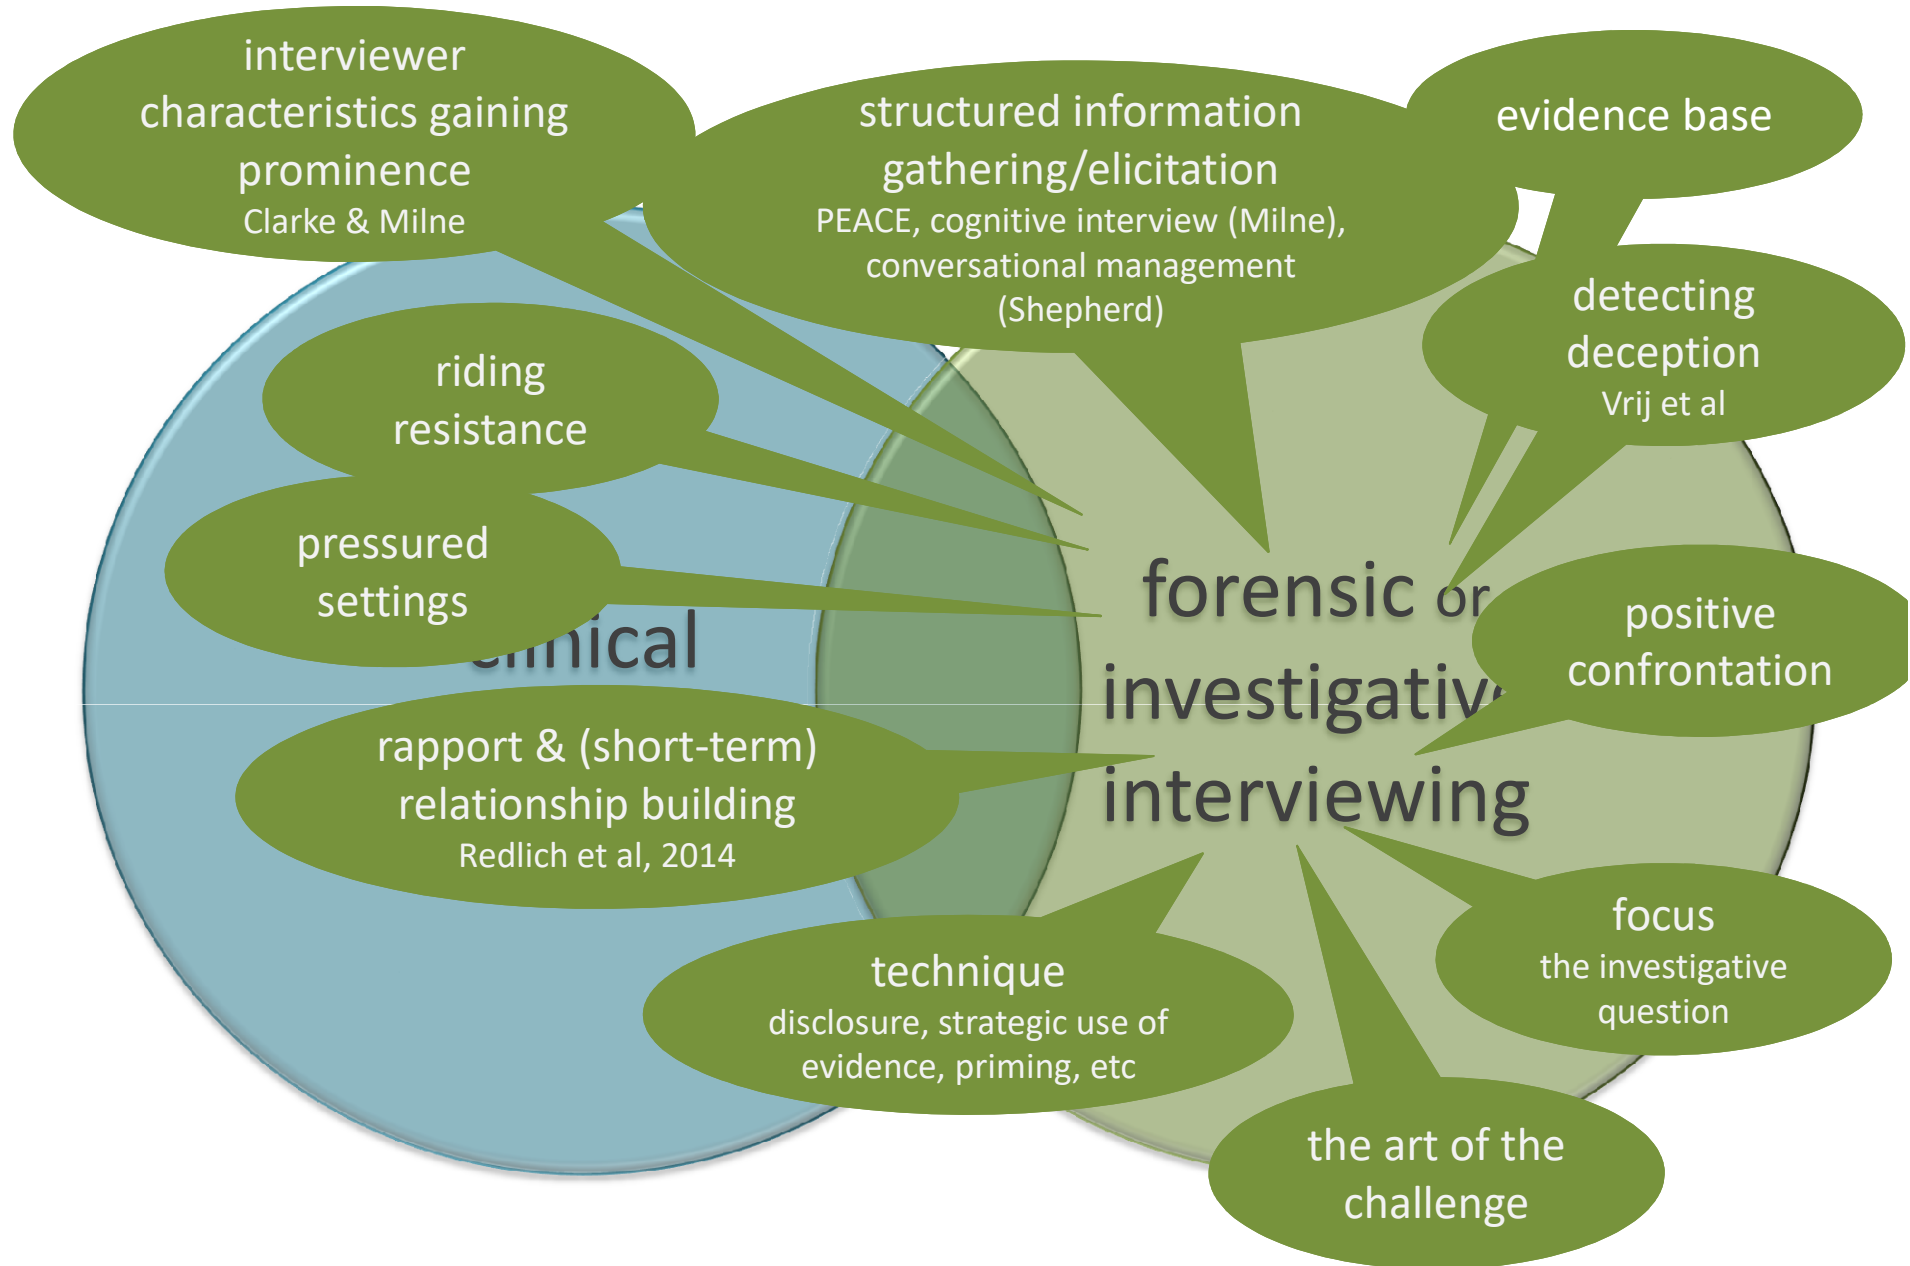 interviewer
characteristics gaining
prominence
Clarke & Milne
structured information
gathering/elicitation
PEACE, cognitive interview (Milne),
conversational management
(Shepherd)
evidence base
detecting
deception
Vrij et al
riding
resistance
pressured
settings
clinical
forensic or
investigative
interviewing
positive
confrontation
rapport & (short-term)
relationship building
Redlich et al, 2014
technique
disclosure, strategic use of
evidence, priming, etc
focus
the investigative
question
the art of the
challenge